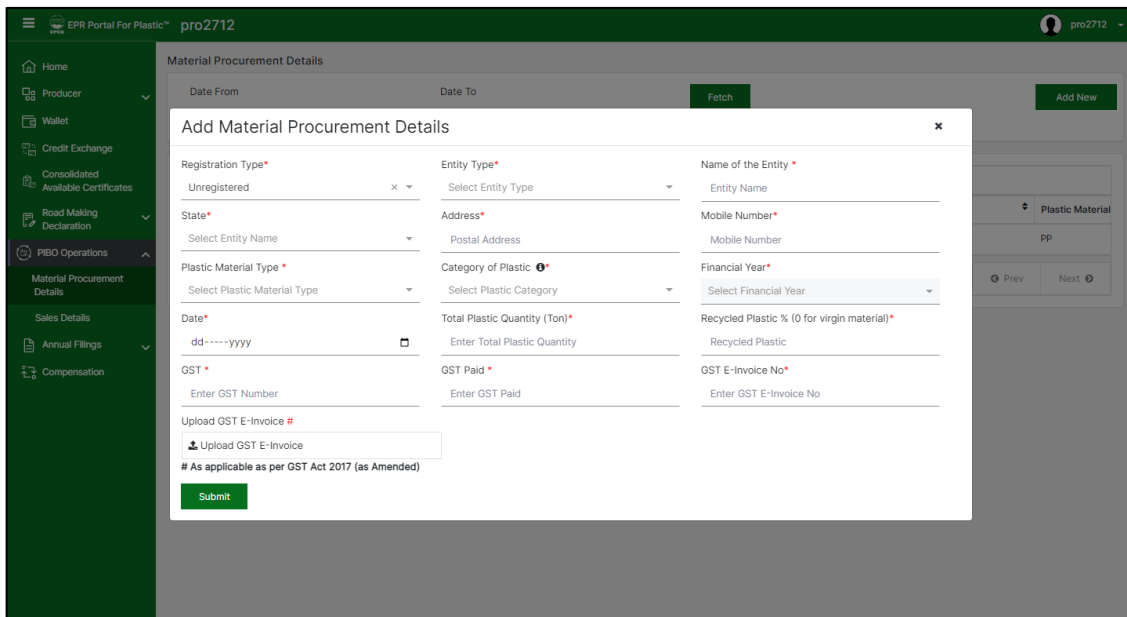 EPR Portal For Plastic™ pro2712
pro2712
Home
Producer
Wallet
Credit Exchange
Consolidated
Available Certificates
Road Making
Declaration
PIBO Operations
Material Procurement
Details
Sales Details
Annual Filings
Compensation
Material Procurement Details
Date From Date To Fetch Add New
Plastic Material
PP
Prev Next
Add Material Procurement Details
Registration Type* Entity Type* Name of the Entity *
Unregistered Select Entity Type Entity Name
State* Address* Mobile Number*
Select Entity Name Postal Address Mobile Number
Plastic Material Type * Category of Plastic * Financial Year*
Select Plastic Material Type Select Plastic Category Select Financial Year
Date* Total Plastic Quantity (Ton)* Recycled Plastic % (0 for virgin material)*
dd-----yyyy Enter Total Plastic Quantity Recycled Plastic
GST * GST Paid * GST E-Invoice No*
Enter GST Number Enter GST Paid Enter GST E-Invoice No
Upload GST E-Invoice #
Upload GST E-Invoice
# As applicable as per GST Act 2017 (as Amended)
Submit